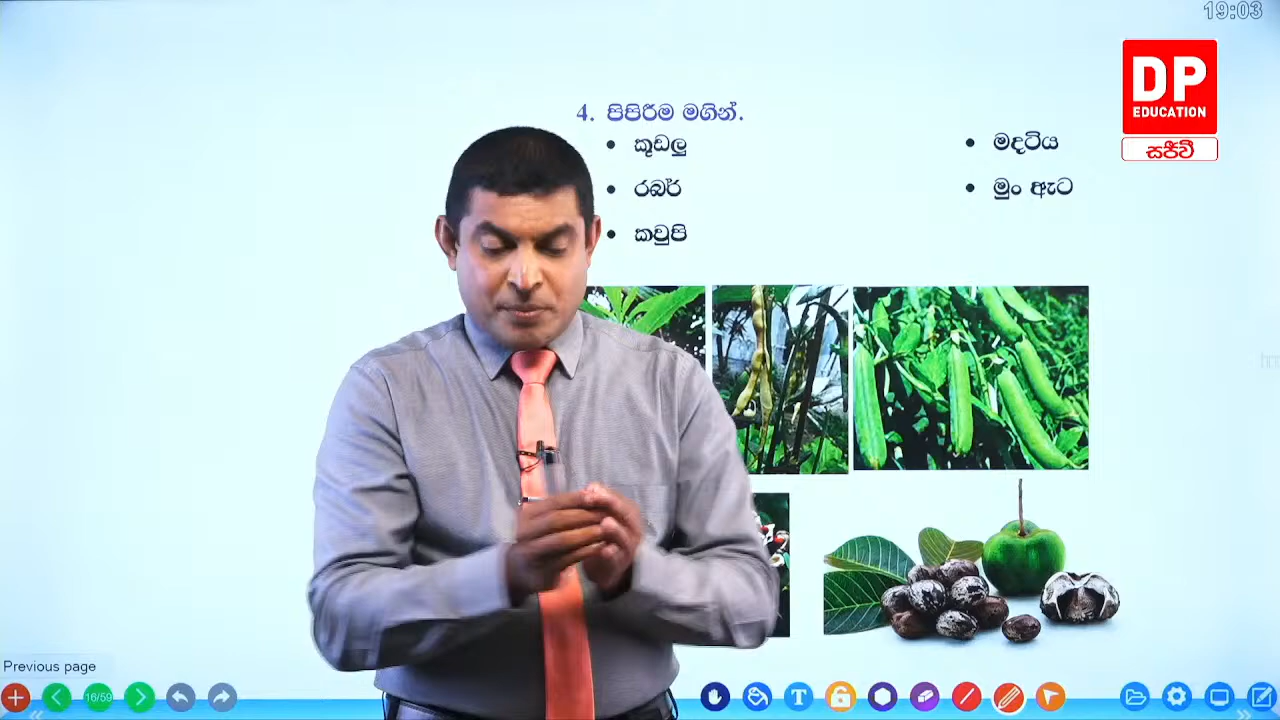 19:03
DP
EDUCATION
සජීවී
4. පිපිරීම මගින්.
• කූඩලු
• රබර්
• කවුපි
• මදටිය
• මුං ඇට
Previous page
16/59
T